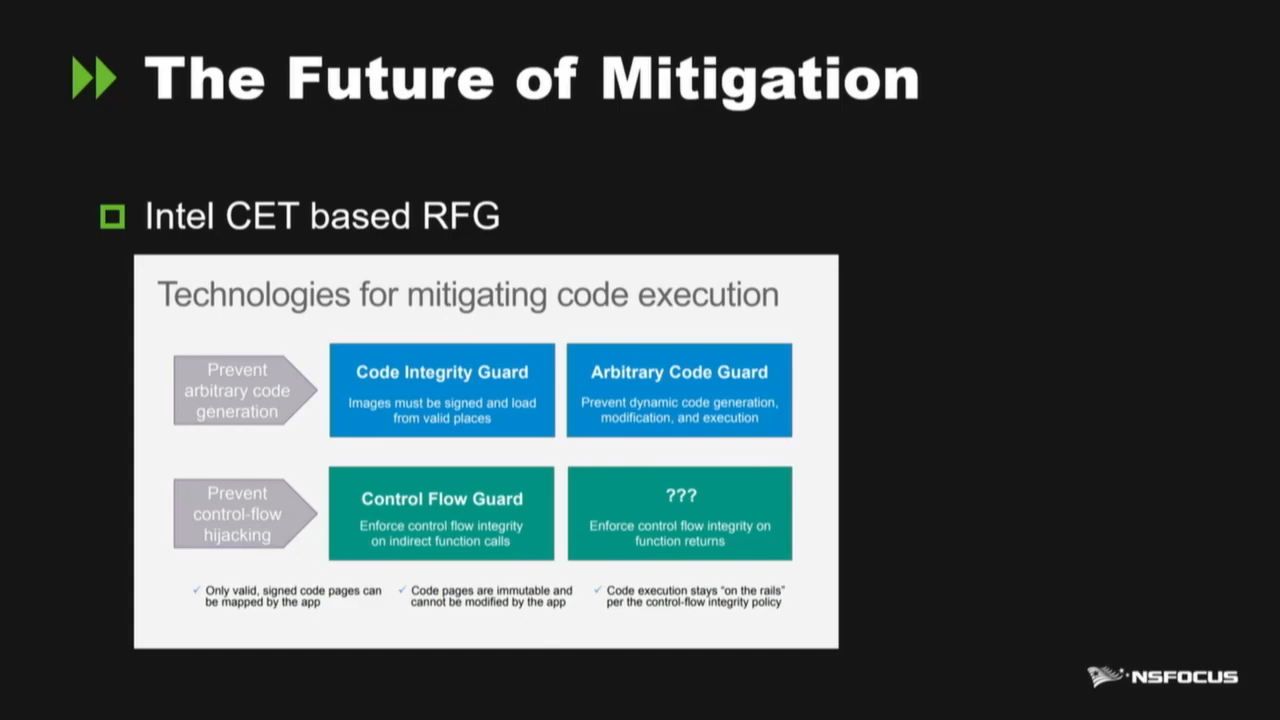 The Future of Mitigation
Intel CET based RFG
Technologies for mitigating code execution
Prevent
arbitrary code
generation
Code Integrity Guard
Images must be signed and load
from valid places
Arbitrary Code Guard
Prevent dynamic code generation,
modification, and execution
Prevent
control-flow
hijacking
Control Flow Guard
Enforce control flow integrity
on indirect function calls
???
Enforce control flow integrity on
function returns
Only valid, signed code pages can
be mapped by the app
Code pages are immutable and
cannot be modified by the app
Code execution stays "on the rails"
per the control-flow integrity policy
NSFOCUS